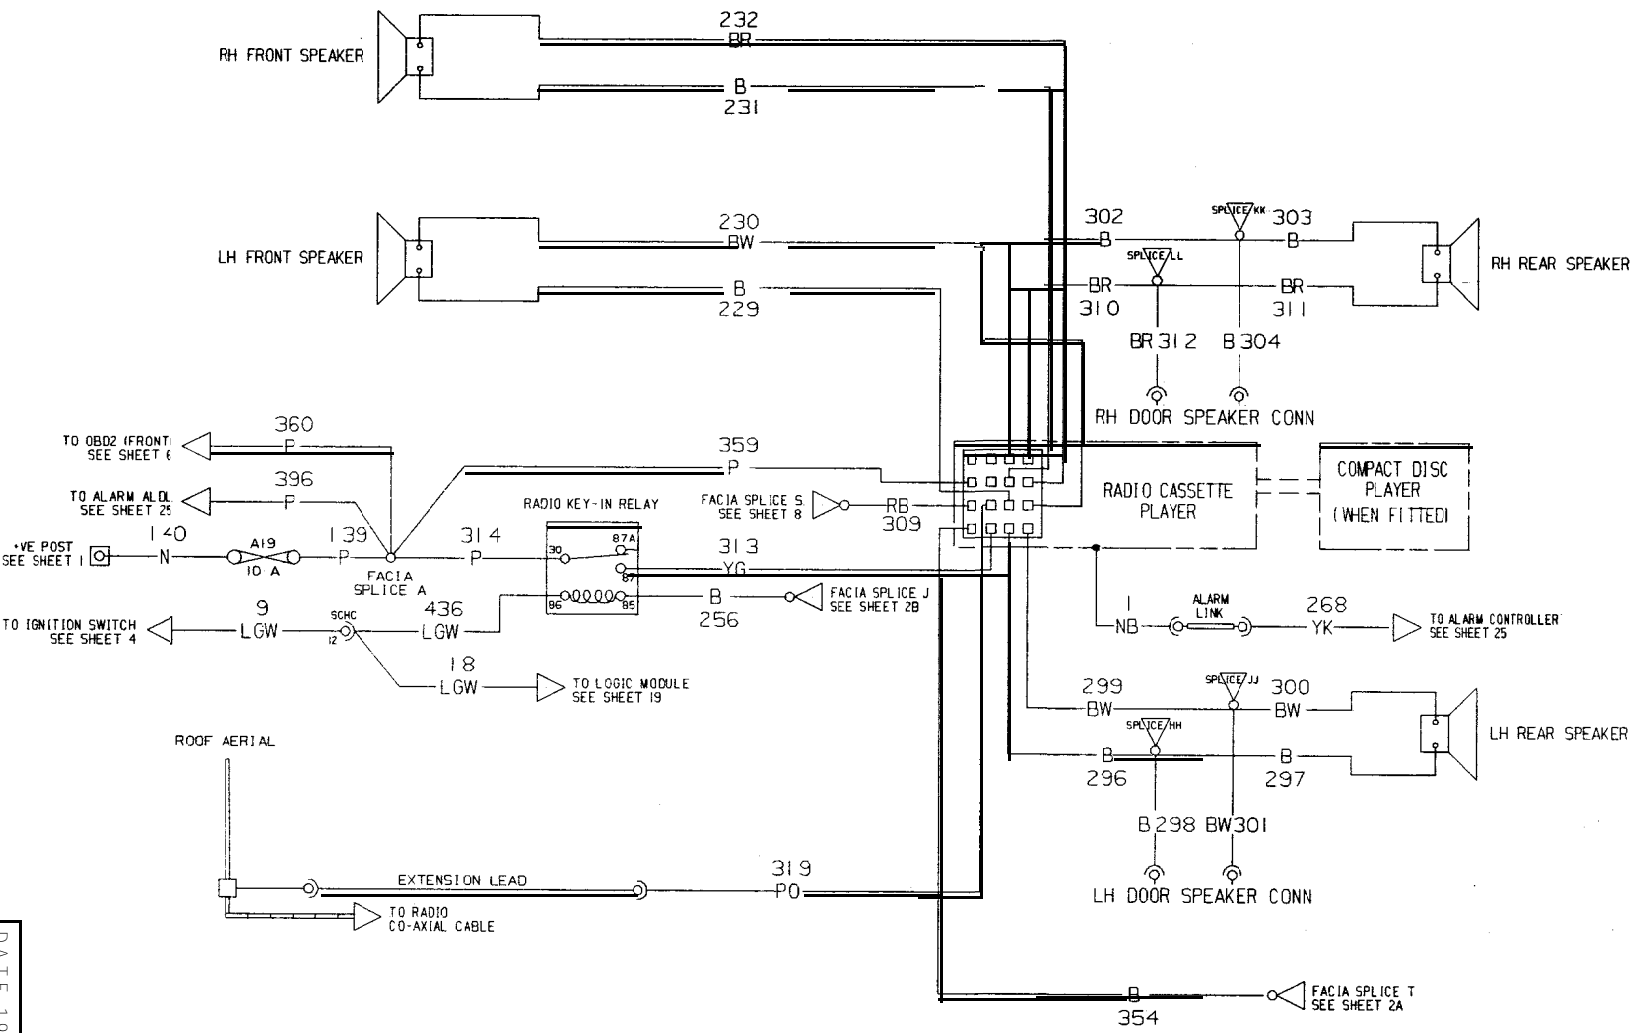 232
BR
RH FRONT SPEAKER
B
231
230
BW
LH FRONT SPEAKER
B
229
302
SPLICE KK
303
B
B
SPLICE LL
RH REAR SPEAKER
BR
BR
310
311
BR 312
B 304
RH DOOR SPEAKER CONN
360
P
TO OBD2 (FRONT)
SEE SHEET 6
359
P
396
P
TO ALARM ALDL
SEE SHEET 25
RADIO KEY-IN RELAY
FACIA SPLICE S
SEE SHEET 8
RB
309
RADIO CASSETTE
PLAYER
COMPACT DISC
PLAYER
(WHEN FITTED)
140
N
+VE POST
SEE SHEET 1
A19
10 A
139
P
FACIA
SPLICE A
314
P
30
87A
87
86
85
313
YG
B
256
FACIA SPLICE J
SEE SHEET 2B
9
LGW
TO IGNITION SWITCH
SEE SHEET 4
SCHC
12
436
LGW
18
LGW
TO LOGIC MODULE
SEE SHEET 19
1
NB
ALARM
LINK
268
YK
TO ALARM CONTROLLER
SEE SHEET 25
299
BW
SPLICE JJ
300
BW
SPLICE HH
LH REAR SPEAKER
B
296
B
297
B 298
BW 301
LH DOOR SPEAKER CONN
ROOF AERIAL
EXTENSION LEAD
319
PO
TO RADIO
CO-AXIAL CABLE
B
354
FACIA SPLICE T
SEE SHEET 2A